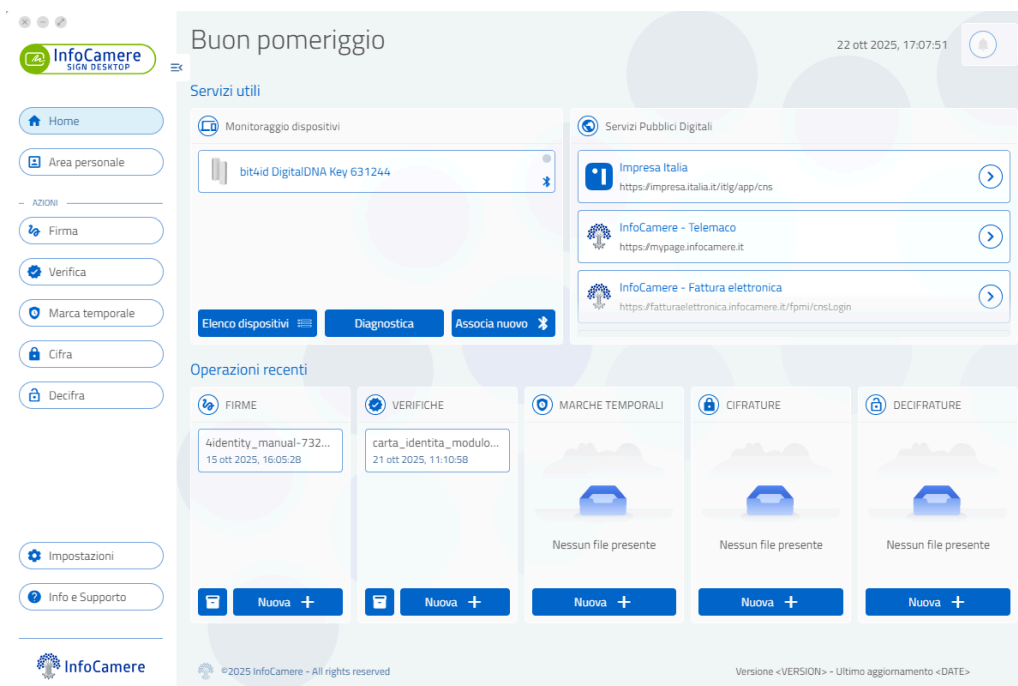 InfoCamere
SIGN DESKTOP
Home
Area personale
AZIONI
Firma
Verifica
Marca temporale
Cifra
Decifra
Impostazioni
Info e Supporto
InfoCamere
Buon pomeriggio
22 ott 2025, 17:07:51
Servizi utili
Monitoraggio dispositivi
bit4id DigitalDNA Key 631244
Elenco dispositivi
Diagnostica
Associa nuovo
Servizi Pubblici Digitali
Impresa Italia
https://impresa.italia.it/itlg/app/cns
InfoCamere - Telemaco
https://mypage.infocamere.it
InfoCamere - Fattura elettronica
https://fatturaelettronica.infocamere.it/fpmi/cnsLogin
Operazioni recenti
FIRME
4identity_manual-732...
15 ott 2025, 16:05:28
Nuova
VERIFICHE
carta_identita_modulo...
21 ott 2025, 11:10:58
Nuova
MARCHE TEMPORALI
Nessun file presente
Nuova
CIFRATURE
Nessun file presente
Nuova
DECIFRATURE
Nessun file presente
Nuova
©2025 InfoCamere - All rights reserved
Versione <VERSION> - Ultimo aggiornamento <DATE>